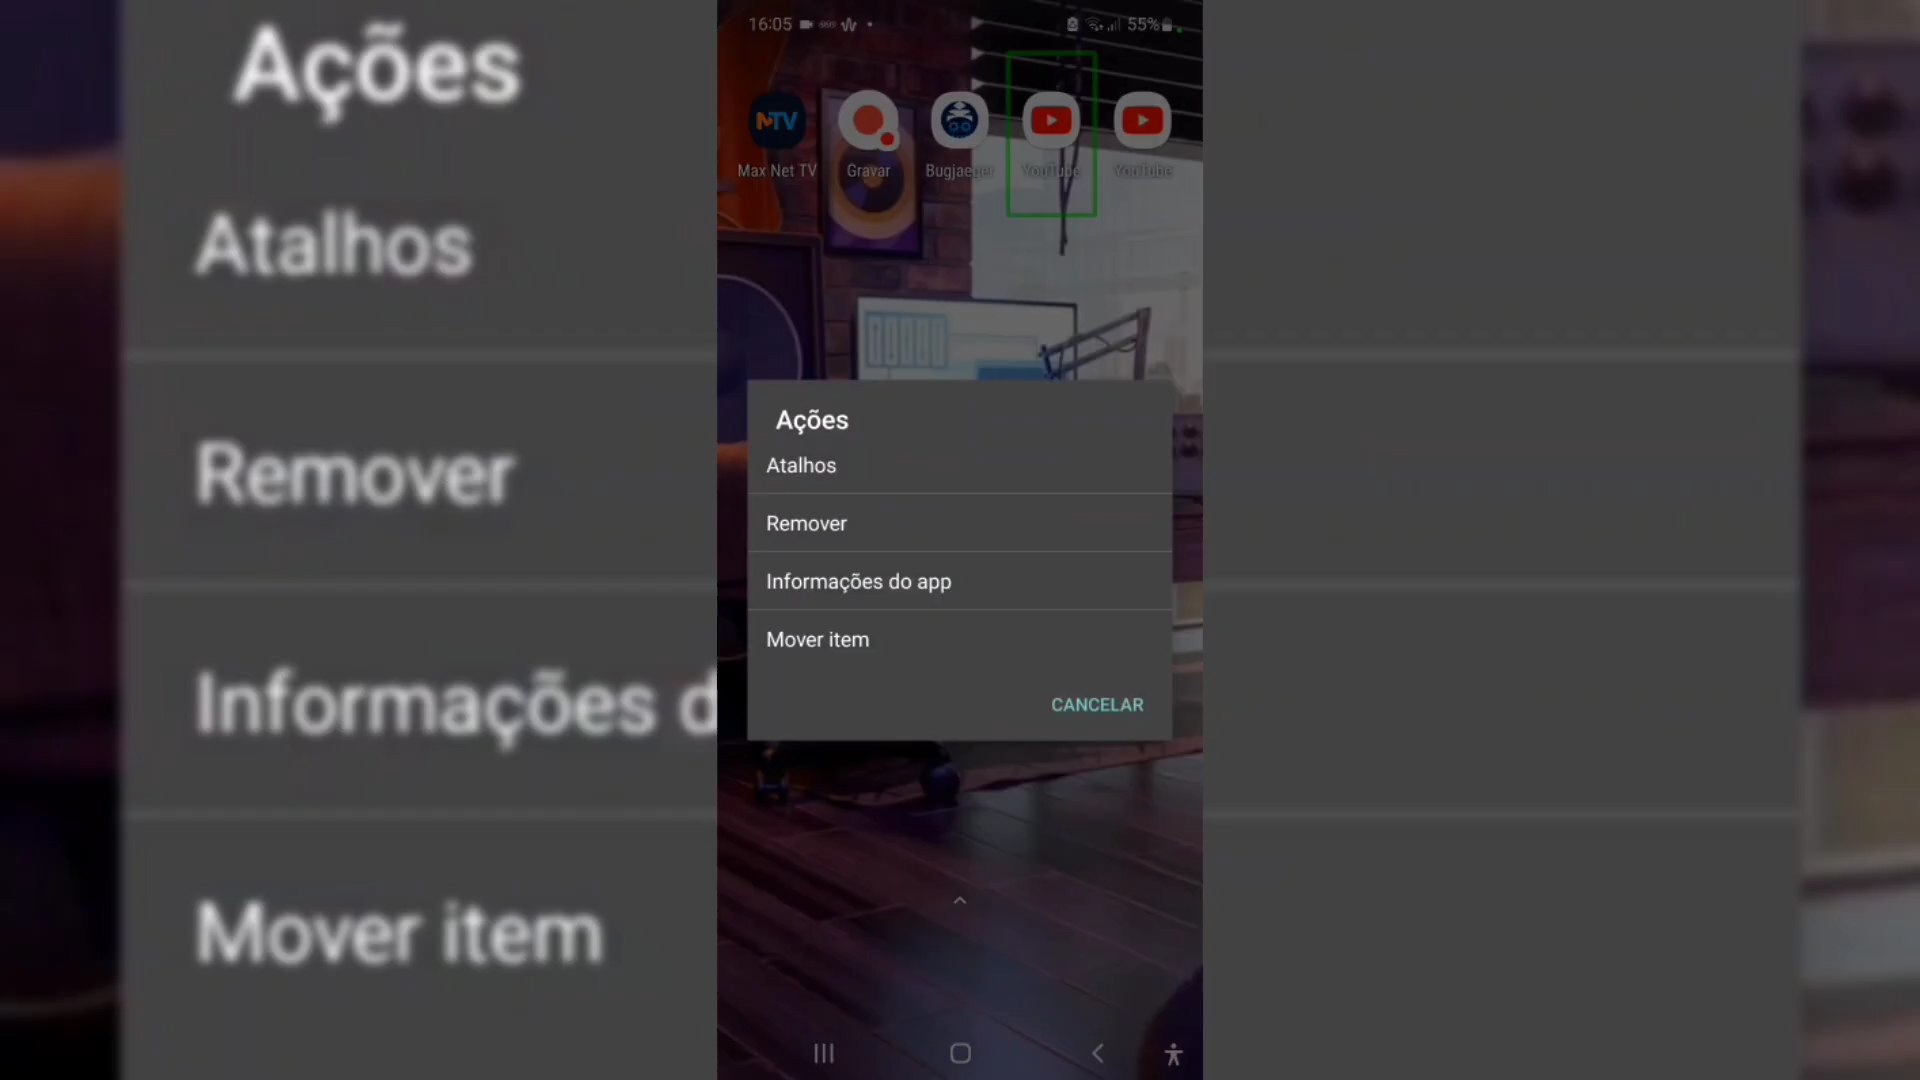 Ações
Atalhos
Remover
Informações d
Mover item
16:05
55%
NTV
Max Net TV
Gravar
Bugjaeger
YouTube
YouTube
Ações
Atalhos
Remover
Informações do app
Mover item
CANCELAR